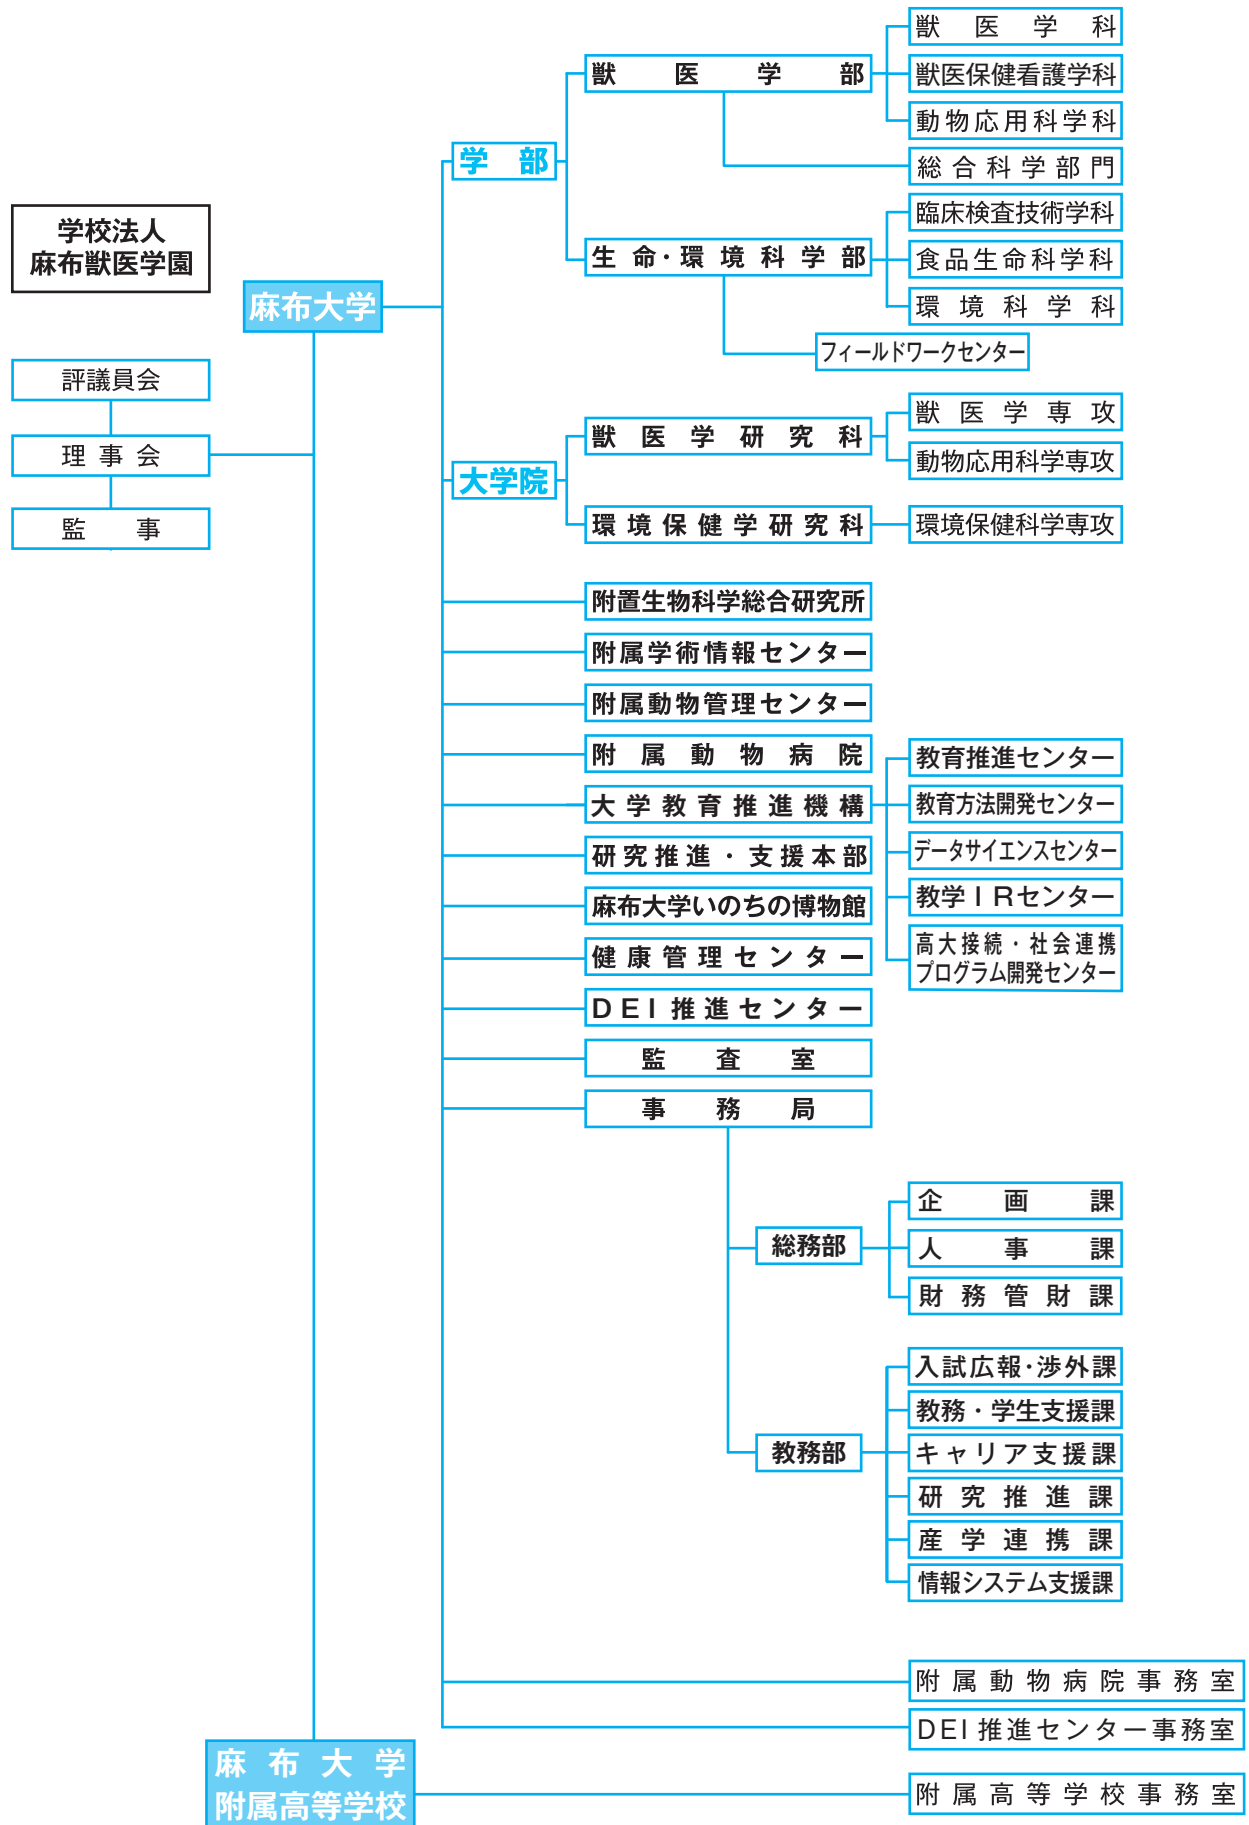 学校法人
麻布獣医学園
評議員会
理事会
監事
麻布大学
学部
獣医学部
獣医学科
獣医保健看護学科
動物応用科学科
総合科学部門
生命・環境科学部
臨床検査技術学科
食品生命科学科
環境科学科
フィールドワークセンター
大学院
獣医学研究科
獣医学専攻
動物応用科学専攻
環境保健学研究科
環境保健科学専攻
附置生物科学総合研究所
附属学術情報センター
附属動物管理センター
附属動物病院
大学教育推進機構
教育推進センター
教育方法開発センター
データサイエンスセンター
教学IRセンター
高大接続・社会連携
プログラム開発センター
研究推進・支援本部
麻布大学いのちの博物館
健康管理センター
DEI推進センター
監査室
事務局
総務部
企画課
人事課
財務管財課
教務部
入試広報・渉外課
教務・学生支援課
キャリア支援課
研究推進課
産学連携課
情報システム支援課
附属動物病院事務室
DEI推進センター事務室
麻布大学
附属高等学校
附属高等学校事務室